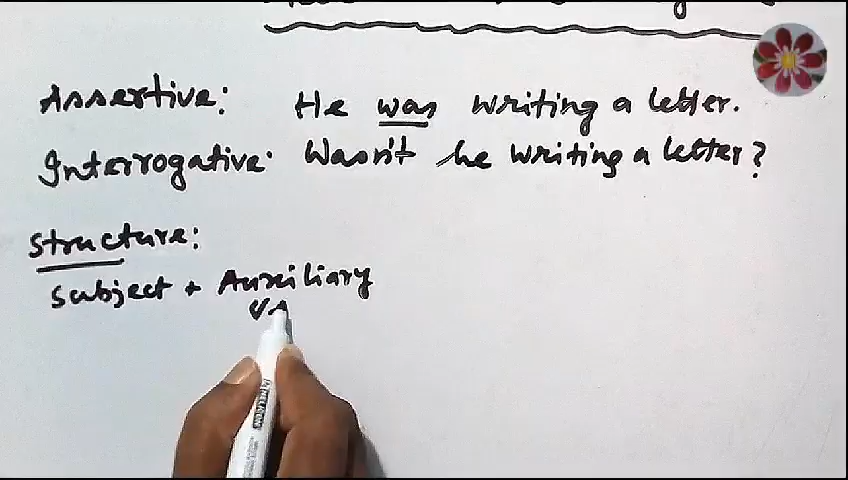 Assertive: He was writing a letter.
Interrogative: Wasn't he writing a letter?
Structure:
Subject + Auxiliary